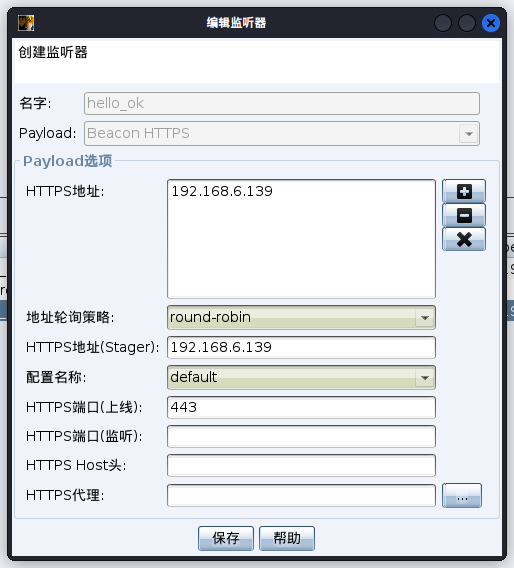 编辑监听器
创建监听器
名字: hello_ok
Payload: Beacon HTTPS
Payload选项
HTTPS地址: 192.168.6.139
地址轮询策略: round-robin
HTTPS地址(Stager): 192.168.6.139
配置名称: default
HTTPS端口(上线): 443
HTTPS端口(监听):
HTTPS Host头:
HTTPS代理: ...
保存 帮助